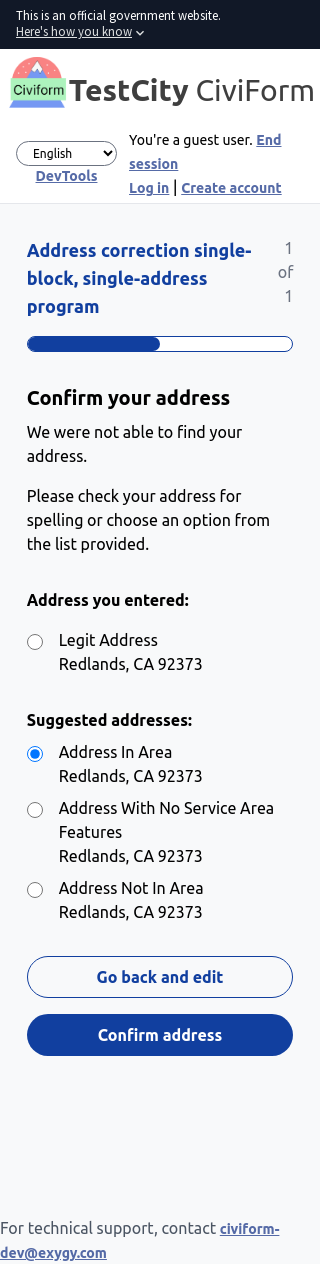 This is an official government website.
Here's how you know
Civiform
TestCity CiviForm
English
DevTools
You're a guest user. End
session
Log in | Create account
Address correction single-
block, single-address
program
1
of
1
Confirm your address
We were not able to find your
address.
Please check your address for
spelling or choose an option from
the list provided.
Address you entered:
Legit Address
Redlands, CA 92373
Suggested addresses:
Address In Area
Redlands, CA 92373
Address With No Service Area
Features
Redlands, CA 92373
Address Not In Area
Redlands, CA 92373
Go back and edit
Confirm address
For technical support, contact civiform-
dev@exygy.com